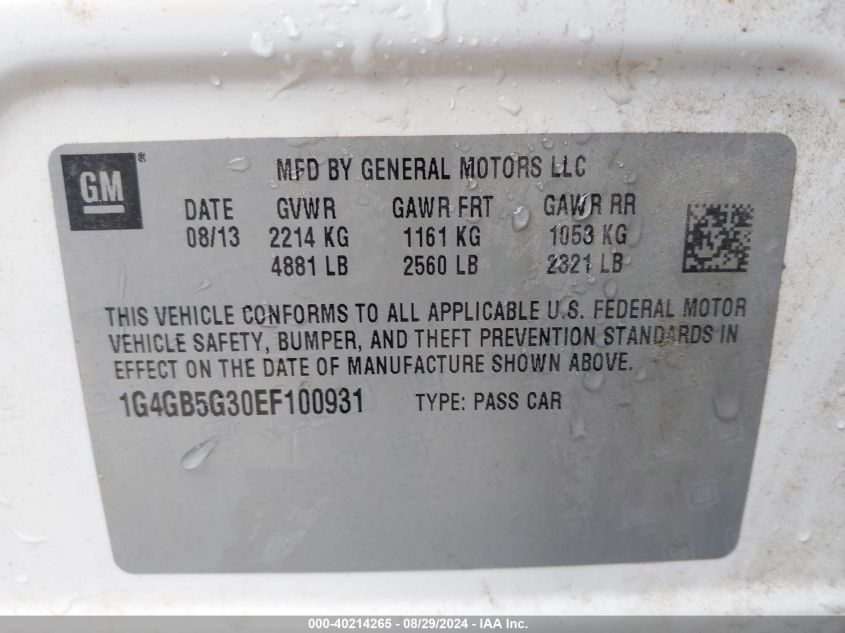 GM ®
MFD BY GENERAL MOTORS LLC
DATE GVWR GAWR FRT GAWR RR
08/13 2214 KG 1161 KG 1053 KG
4881 LB 2560 LB 2321 LB
THIS VEHICLE CONFORMS TO ALL APPLICABLE U.S. FEDERAL MOTOR
VEHICLE SAFETY, BUMPER, AND THEFT PREVENTION STANDARDS IN
EFFECT ON THE DATE OF MANUFACTURE SHOWN ABOVE.
1G4GB5G30EF100931 TYPE: PASS CAR
000-40214265 - 08/29/2024 - IAA Inc.